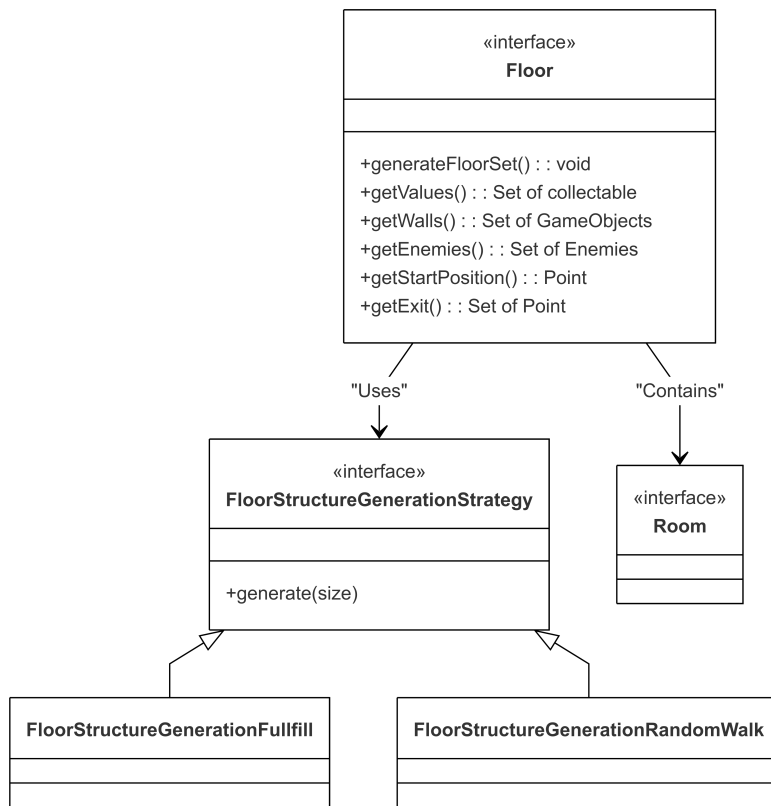 «interface»
Floor
+generateFloorSet() : : void
+getValues() : : Set of collectable
+getWalls() : : Set of GameObjects
+getEnemies() : : Set of Enemies
+getStartPosition() : : Point
+getExit() : : Set of Point
"Uses"
"Contains"
«interface»
FloorStructureGenerationStrategy
+generate(size)
«interface»
Room
FloorStructureGenerationFullfill
FloorStructureGenerationRandomWalk